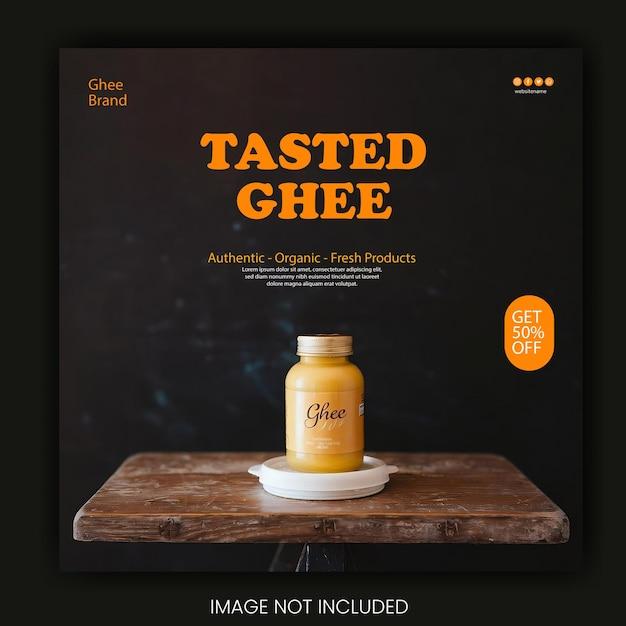 Ghee
Brand
websitename
TASTED
GHEE
Authentic - Organic - Fresh Products
Lorem ipsum dolor sit amet, consectetuer adipiscing elit,
sed diam nonummy nibh euismod tincidunt ut laoreet dolore
magna aliquam erat volutpat.
GET
50%
OFF
Ghee
IMAGE NOT INCLUDED